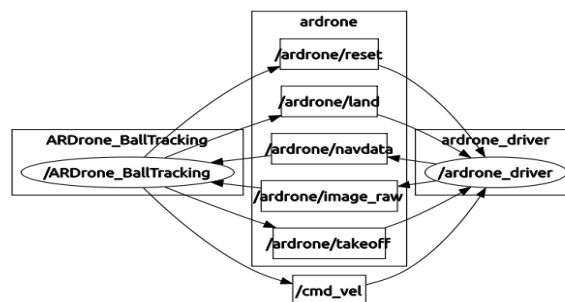 ardrone
/ardrone/reset
/ardrone/land
ARDrone_BallTracking
/ardrone/navdata
ardrone_driver
/ARDrone_BallTracking
/ardrone_driver
/ardrone/image_raw
/ardrone/takeoff
/cmd_vel